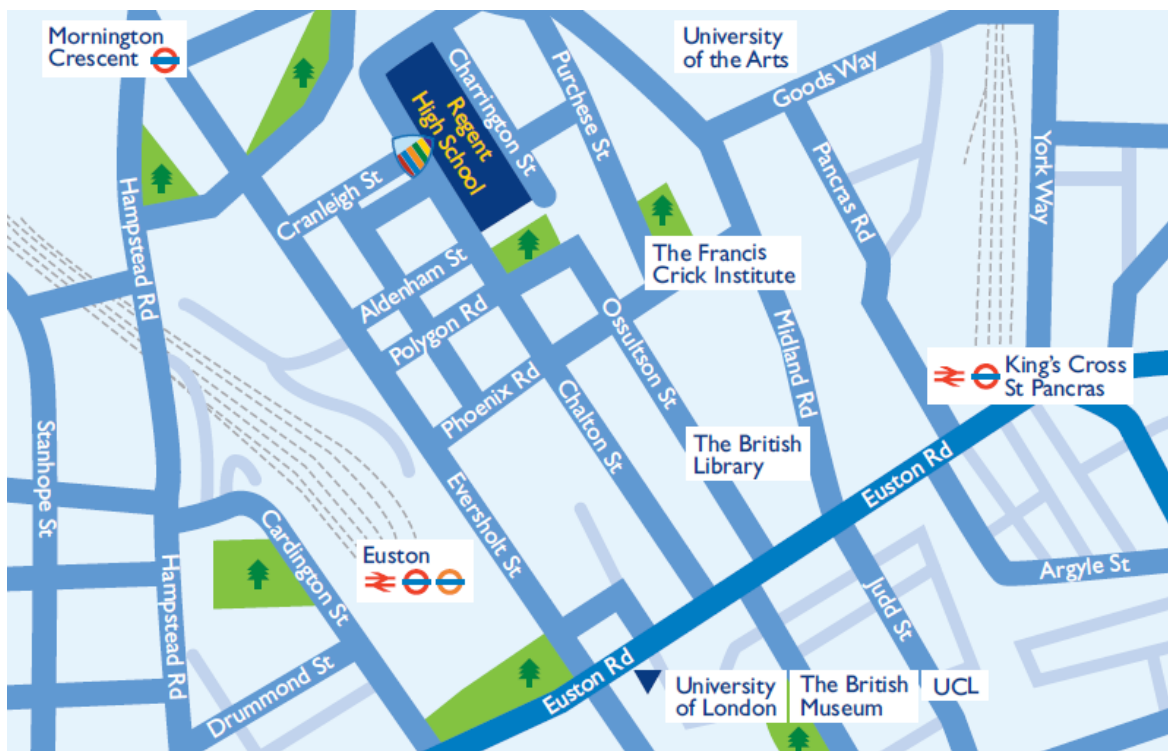 Mornington
Crescent
University
of the Arts
Goods Way
Charrington St
Purchese St
Regent
High School
Pancras Rd
York Way
Cranleigh St
Hampstead Rd
The Francis
Crick Institute
Aldenham St
Polygon Rd
Ossultson St
Midland Rd
King's Cross
St Pancras
Phoenix Rd
Chalton St
Stanhope St
The British
Library
Euston Rd
Eversholt St
Cardington St
Euston
Argyle St
Hampstead Rd
Judd St
Drummond St
Euston Rd
University
of London
The British
Museum
UCL